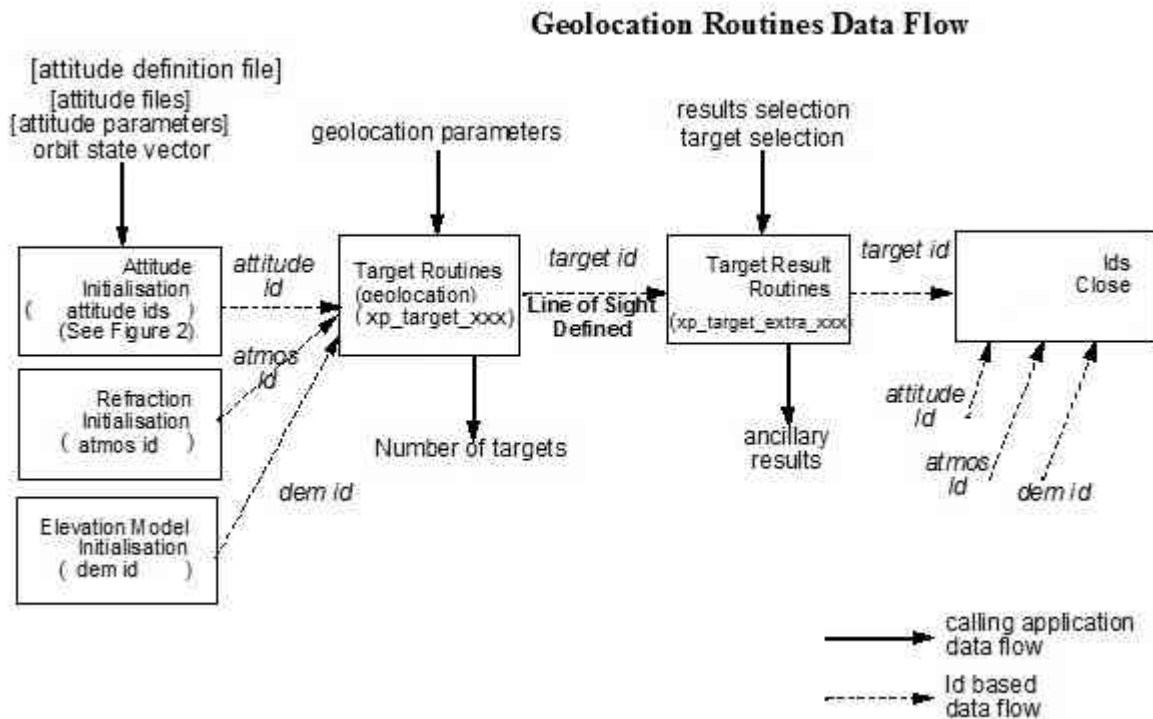 Geolocation Routines Data Flow
[attitude definition file]
[attitude files]
[attitude parameters]
orbit state vector
geolocation parameters
results selection
target selection
Attitude
Initialisation
( attitude ids )
(See Figure 2)
attitude
id
Target Routines
(geolocation)
(xp_target_xxx)
target id
Line of Sight
Defined
Target Result
Routines
(xp_target_extra_xxx)
target id
Ids
Close
atmos
id
Refraction
Initialisation
( atmos id )
Number of targets
ancillary
results
attitude
id
atmos
id
dem id
dem id
Elevation Model
Initialisation
( dem id )
calling application
data flow
Id based
data flow